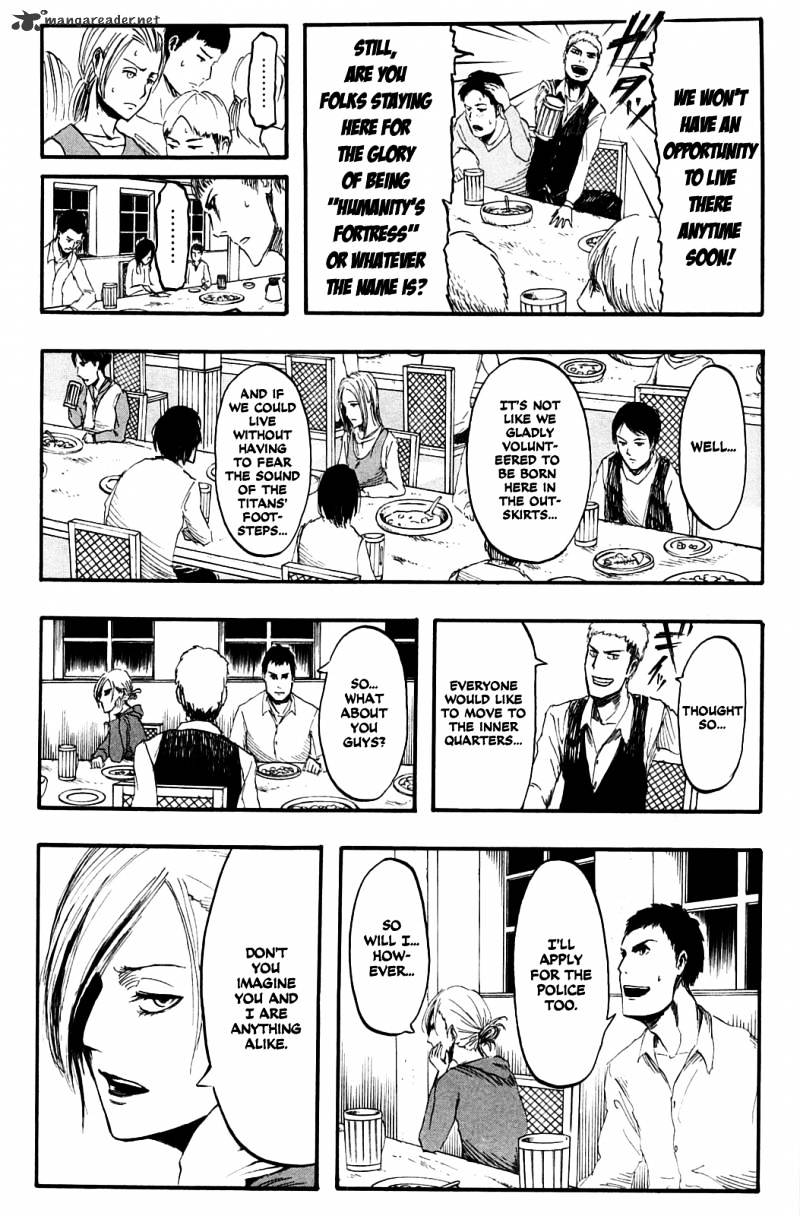 mangareader.net
WE WON'T
HAVE AN
OPPORTUNITY
TO LIVE
THERE
ANYTIME
SOON!
STILL,
ARE YOU
FOLKS STAYING
HERE FOR
THE GLORY
OF BEING
"HUMANITY'S
FORTRESS"
OR WHATEVER
THE NAME IS?
........
........
WELL...
IT'S NOT
LIKE WE
GLADLY
VOLUNT-
EERED TO
BE BORN
HERE IN
THE OUT-
SKIRTS...
AND IF
WE COULD
LIVE
WITHOUT
HAVING
TO FEAR
THE SOUND
OF THE
TITANS'
FOOT-
STEPS...
THOUGHT
SO...
EVERYONE
WOULD LIKE
TO MOVE TO
THE INNER
QUARTERS...
SO...
WHAT
ABOUT
YOU
GUYS?
I'LL
APPLY
FOR THE
POLICE
TOO.
SO
WILL I...
HOW-
EVER...
DON'T
YOU
IMAGINE
YOU AND
I ARE
ANYTHING
ALIKE.